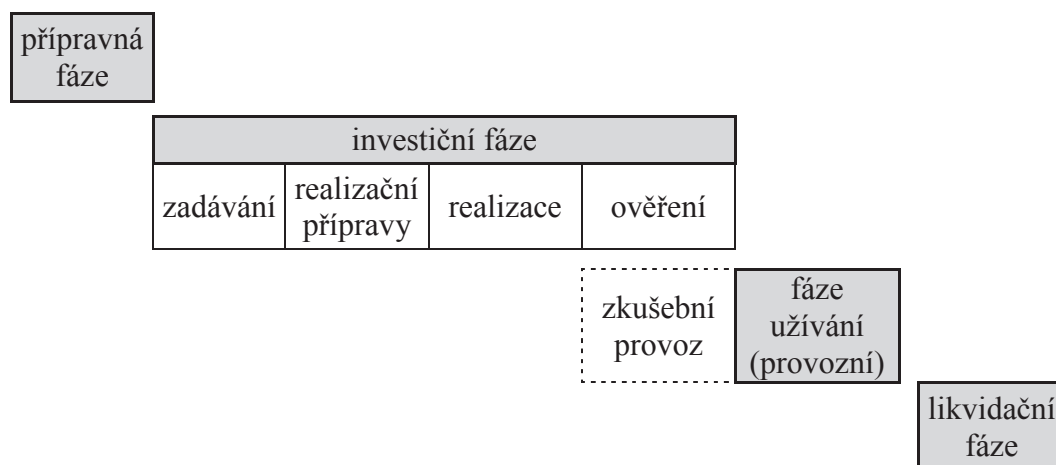 přípravná
fáze
investiční fáze
zadávání
realizační
přípravy
realizace
ověření
zkušební
provoz
fáze
užívání
(provozní)
likvidační
fáze